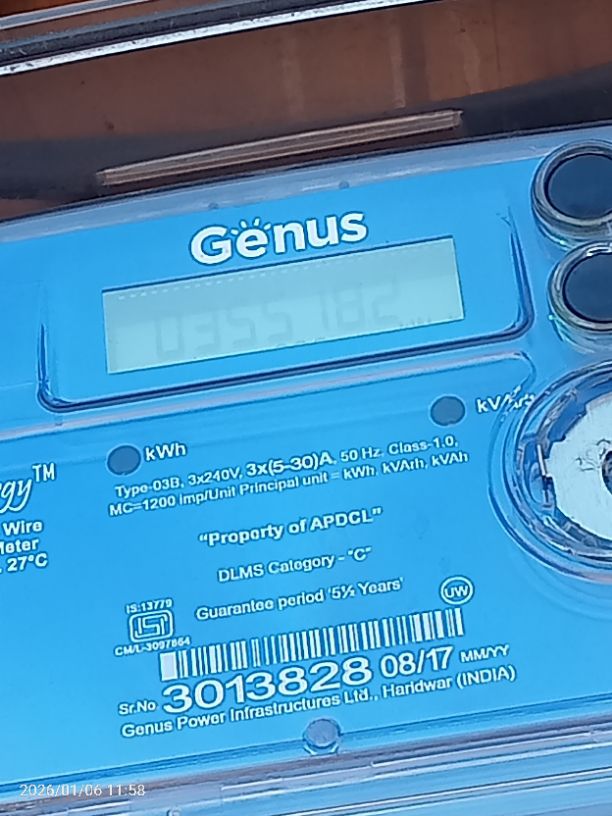 Genus
kWh
Type-03B, 3x240V, 3x(5-30)A, 50 Hz, Class-1.0,
MC=1200 imp/Unit Principal unit = kWh, kVArh, kVAh
gy™
Wire
Meter
27°C
"Property of APDCL"
DLMS Category - "C"
Guarantee period '5½ Years'
UW
IS:13779
ISI
CM/L-3097864
Sr.No 3013828 08/17 MM/YY
Genus Power Infrastructures Ltd., Haridwar (INDIA)
2026/01/06 11:58